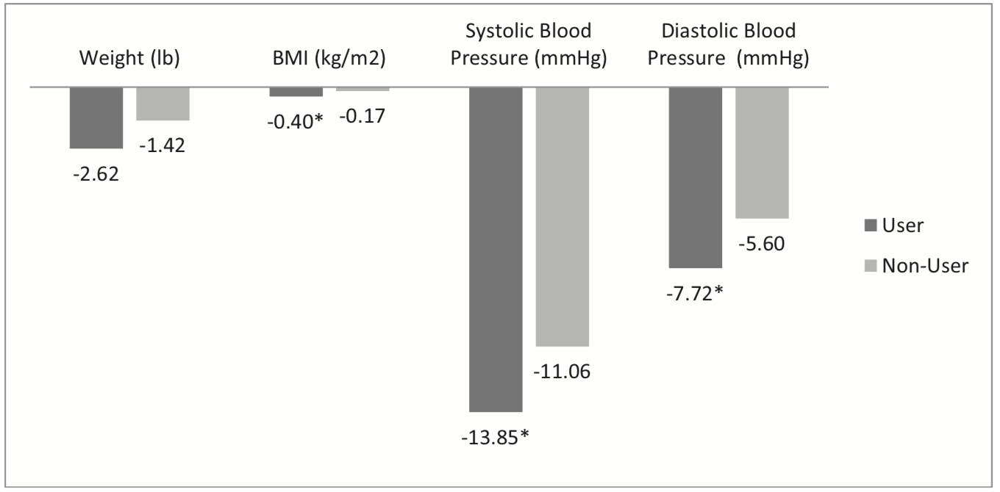 Weight (lb)
BMI (kg/m2)
Systolic Blood
Pressure (mmHg)
Diastolic Blood
Pressure (mmHg)
-2.62
-1.42
-0.40*
-0.17
-13.85*
-11.06
-7.72*
-5.60
User
Non-User